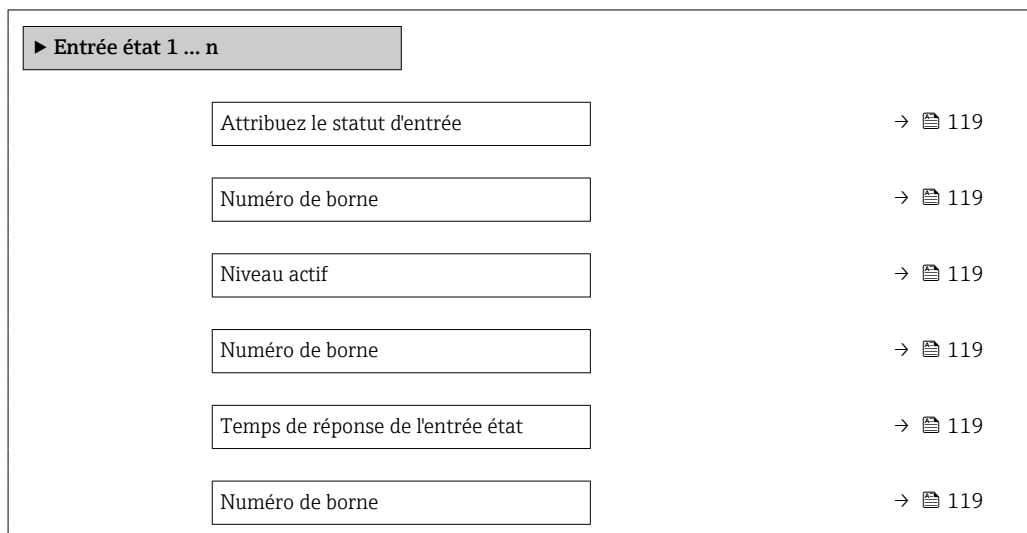 ▶ Entrée état 1 … n
Attribuez le statut d'entrée → 119
Numéro de borne → 119
Niveau actif → 119
Numéro de borne → 119
Temps de réponse de l'entrée état → 119
Numéro de borne → 119